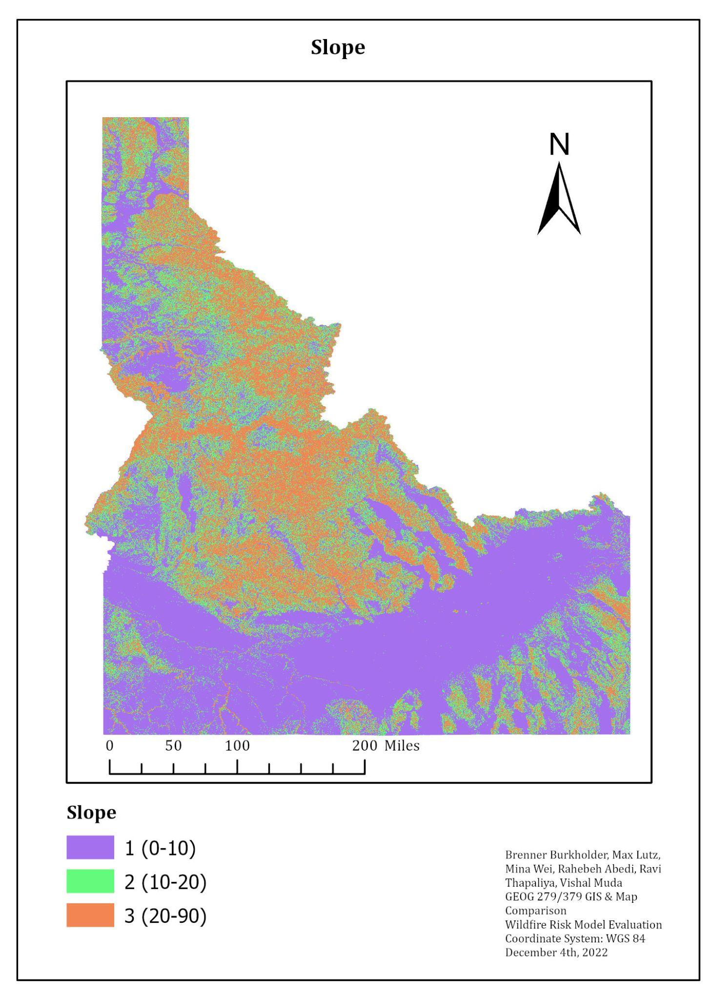 Slope
N
0 50 100 200 Miles
Slope
1 (0-10)
2 (10-20)
3 (20-90)
Brenner Burkholder, Max Lutz,
Mina Wei, Rahebeh Abedi, Ravi
Thapaliya, Vishal Muda
GEOG 279/379 GIS & Map
Comparison
Wildfire Risk Model Evaluation
Coordinate System: WGS 84
December 4th, 2022